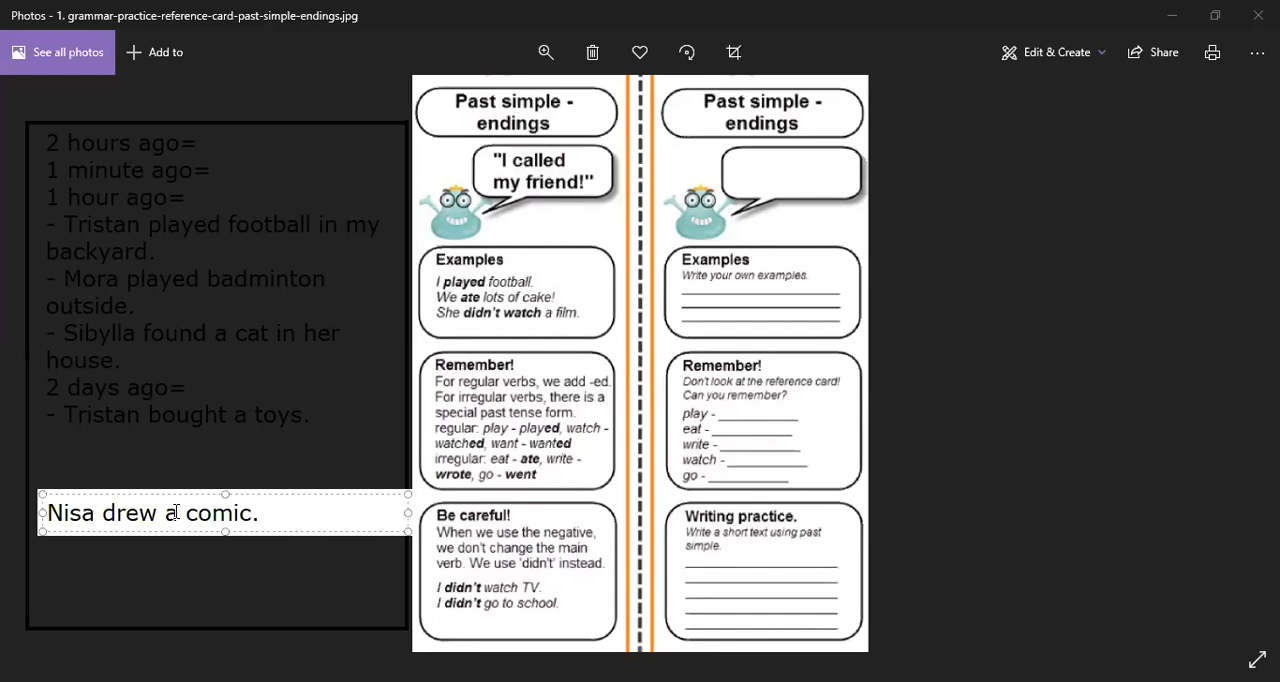 Photos - 1. grammar-practice-reference-card-past-simple-endings.jpg
See all photos
Add to
Edit & Create
Share
2 hours ago=
1 minute ago=
1 hour ago=
- Tristan played football in my
backyard.
- Mora played badminton
outside.
- Sibylla found a cat in her
house.
2 days ago=
- Tristan bought a toys.
Nisa drew a comic.
Past simple -
endings
"I called
my friend!"
Examples
I played football.
We ate lots of cake!
She didn't watch a film.
Remember!
For regular verbs, we add -ed.
For irregular verbs, there is a
special past tense form.
regular: play - played, watch -
watched, want - wanted
irregular: eat - ate, write -
wrote, go - went
Be careful!
When we use the negative,
we don't change the main
verb. We use 'didn't' instead.
I didn't watch TV.
I didn't go to school.
Past simple -
endings
Examples
Write your own examples.
Remember!
Don't look at the reference card!
Can you remember?
play - ____________
eat - ____________
write - ____________
watch - ____________
go - ____________
Writing practice.
Write a short text using past
simple.